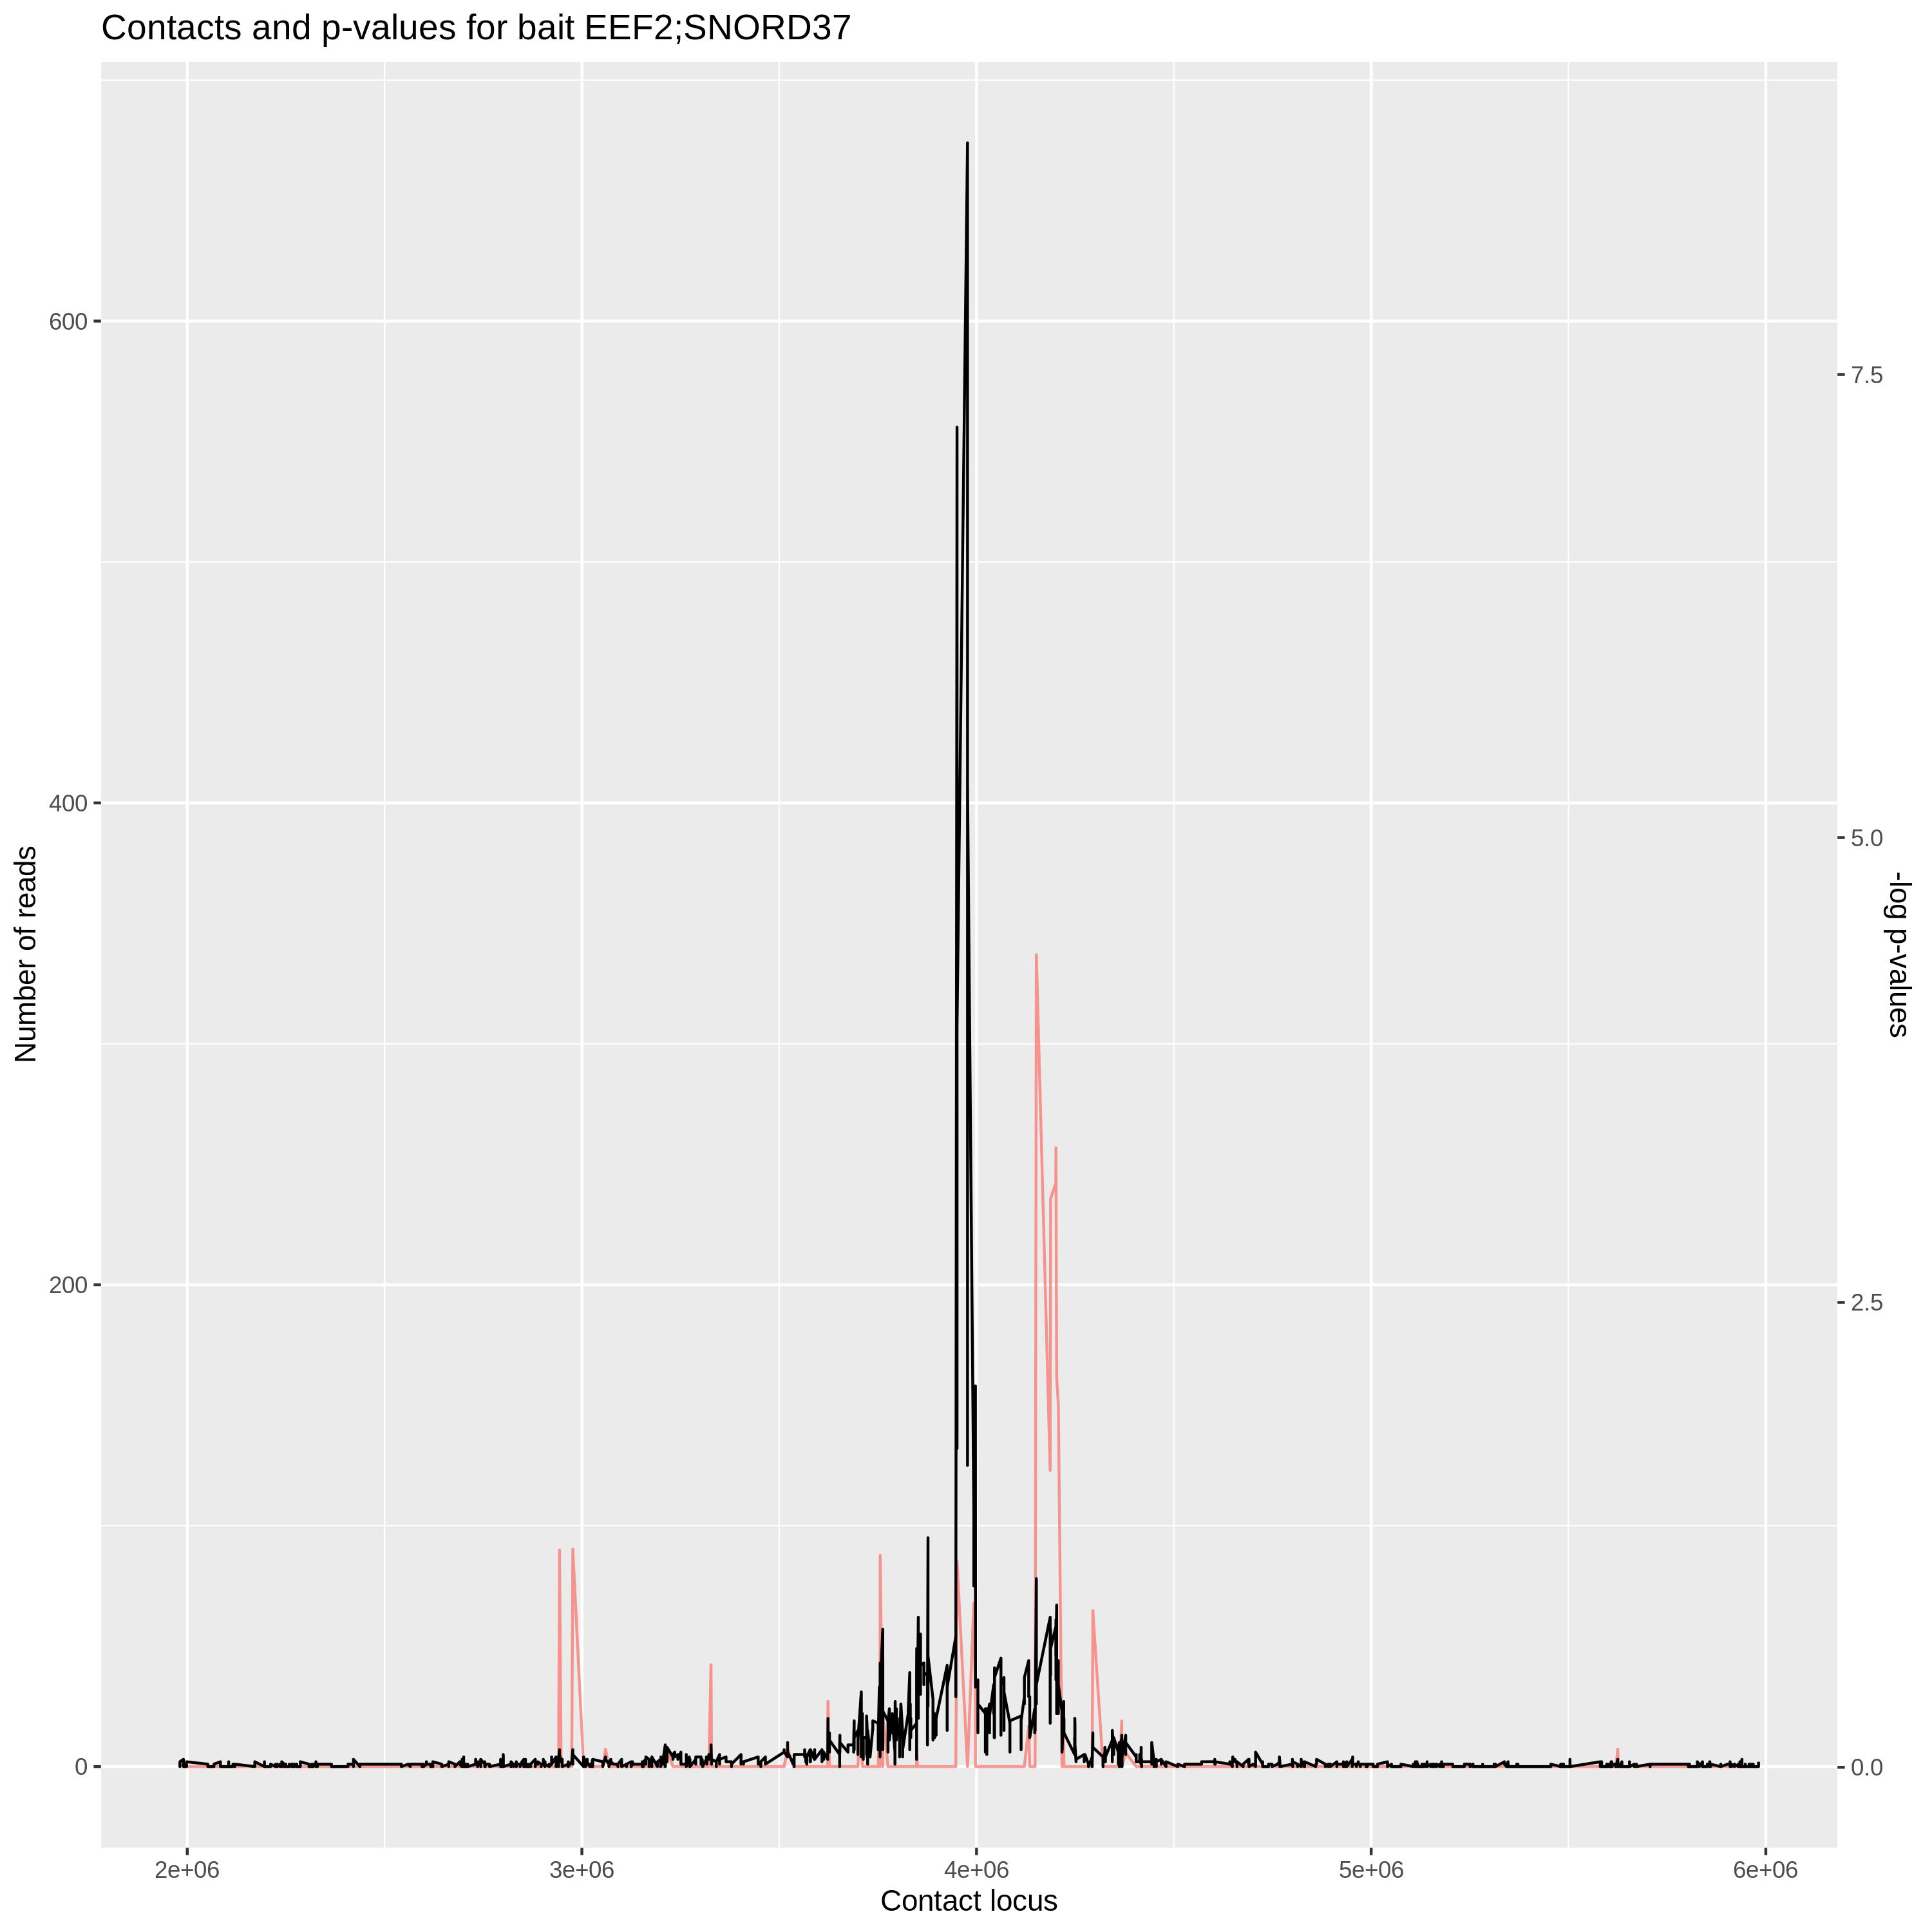 Contacts and p-values for bait EEF2;SNORD37
600
400
200
0
Number of reads
7.5
5.0
2.5
0.0
-log p-values
2e+06
3e+06
4e+06
5e+06
6e+06
Contact locus